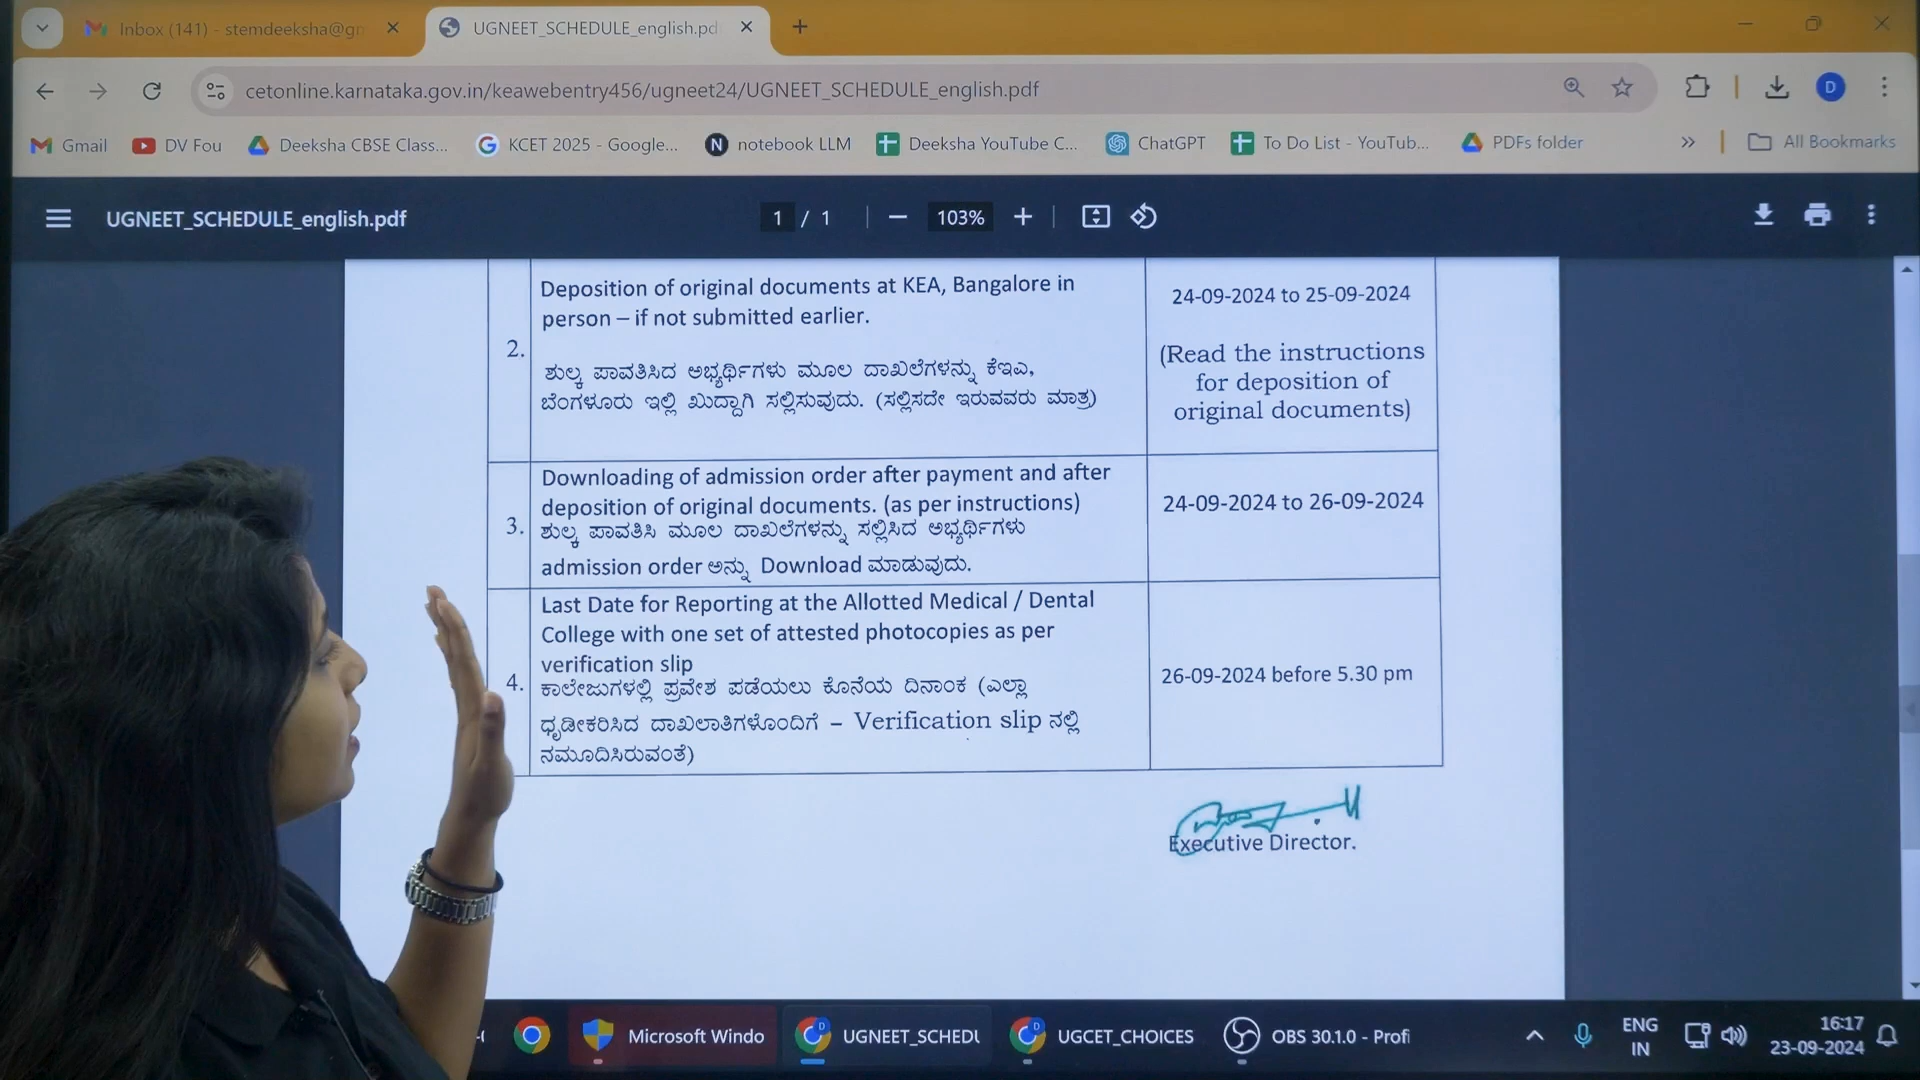 Inbox (141) - stemdeeksha@gn
UGNEET_SCHEDULE_english.pd
cetonline.karnataka.gov.in/keawebentry456/ugneet24/UGNEET_SCHEDULE_english.pdf
D
Gmail
DV Fou
Deeksha CBSE Class...
KCET 2025 - Google...
notebook LLM
Deeksha YouTube C...
ChatGPT
To Do List - YouTub...
PDFs folder
All Bookmarks
UGNEET_SCHEDULE_english.pdf
1 / 1
103%
2.
Deposition of original documents at KEA, Bangalore in
person – if not submitted earlier.
ಶುಲ್ಕ ಪಾವತಿಸಿದ ಅಭ್ಯರ್ಥಿಗಳು ಮೂಲ ದಾಖಲೆಗಳನ್ನು ಕೆಇಎ,
ಬೆಂಗಳೂರು ಇಲ್ಲಿ ಖುದ್ದಾಗಿ ಸಲ್ಲಿಸುವುದು. (ಸಲ್ಲಿಸದೇ ಇರುವವರು ಮಾತ್ರ)
24-09-2024 to 25-09-2024
(Read the instructions
for deposition of
original documents)
3.
Downloading of admission order after payment and after
deposition of original documents. (as per instructions)
ಶುಲ್ಕ ಪಾವತಿಸಿ ಮೂಲ ದಾಖಲೆಗಳನ್ನು ಸಲ್ಲಿಸಿದ ಅಭ್ಯರ್ಥಿಗಳು
admission order ಅನ್ನು Download ಮಾಡುವುದು.
24-09-2024 to 26-09-2024
4.
Last Date for Reporting at the Allotted Medical / Dental
College with one set of attested photocopies as per
verification slip
ಕಾಲೇಜುಗಳಲ್ಲಿ ಪ್ರವೇಶ ಪಡೆಯಲು ಕೊನೆಯ ದಿನಾಂಕ (ಎಲ್ಲಾ
ಧೃಡೀಕರಿಸಿದ ದಾಖಲಾತಿಗಳೊಂದಿಗೆ – Verification slip ನಲ್ಲಿ
ನಮೂದಿಸಿರುವಂತೆ)
26-09-2024 before 5.30 pm
Executive Director.
Microsoft Windo
UGNEET_SCHEDU
UGCET_CHOICES
OBS 30.1.0 - Profi
ENG
IN
16:17
23-09-2024